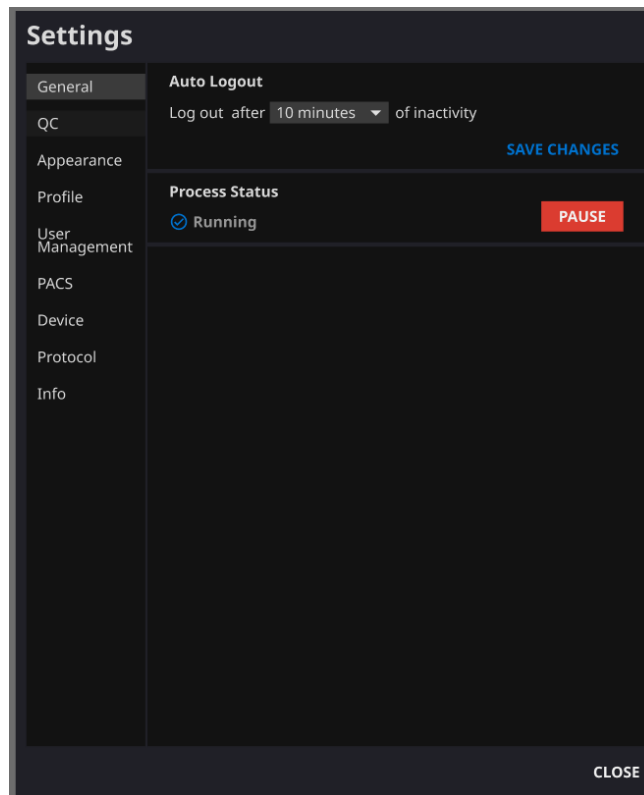 Settings
General
QC
Appearance
Profile
User
Management
PACS
Device
Protocol
Info
Auto Logout
Log out after 10 minutes of inactivity
SAVE CHANGES
Process Status
Running
PAUSE
CLOSE